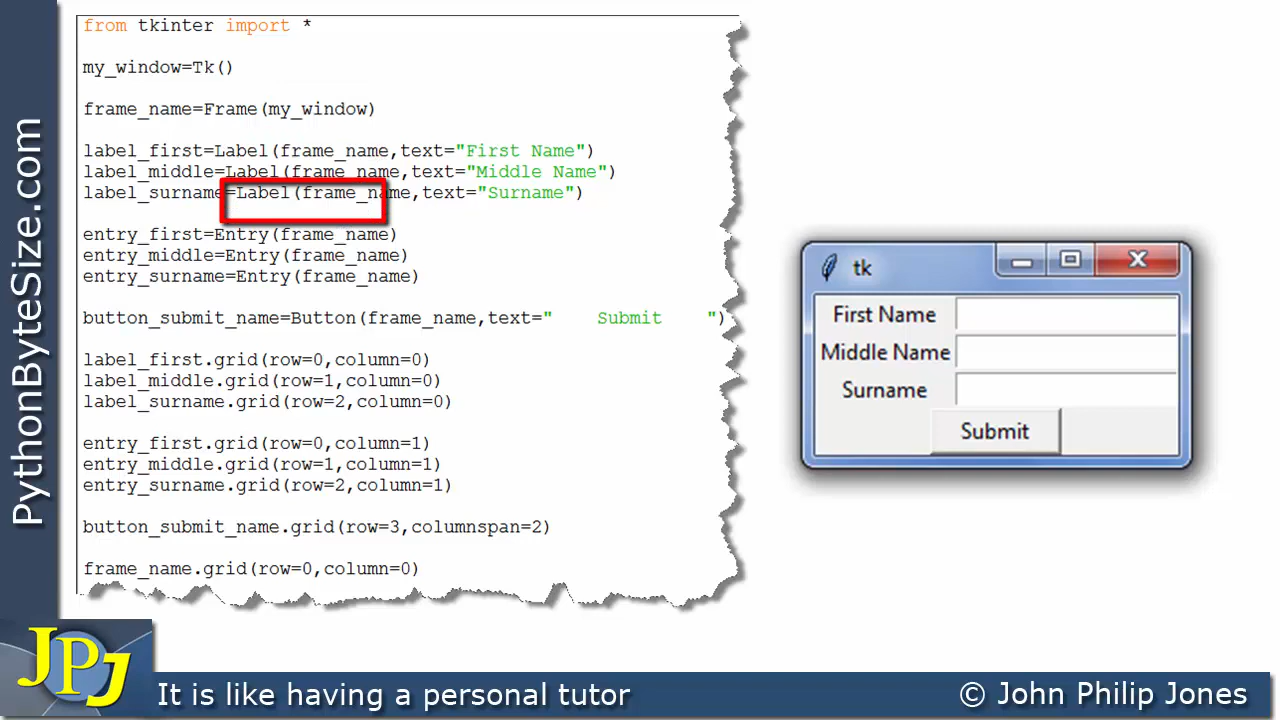 from tkinter import *
my_window=Tk()
frame_name=Frame(my_window)
label_first=Label(frame_name,text="First Name")
label_middle=Label(frame_name,text="Middle Name")
label_surname=Label(frame_name,text="Surname")
entry_first=Entry(frame_name)
entry_middle=Entry(frame_name)
entry_surname=Entry(frame_name)
button_submit_name=Button(frame_name,text="    Submit    ")
label_first.grid(row=0,column=0)
label_middle.grid(row=1,column=0)
label_surname.grid(row=2,column=0)
entry_first.grid(row=0,column=1)
entry_middle.grid(row=1,column=1)
entry_surname.grid(row=2,column=1)
button_submit_name.grid(row=3,columnspan=2)
frame_name.grid(row=0,column=0)
tk
First Name
Middle Name
Surname
Submit
PythonByteSize.com
JPJ
It is like having a personal tutor
© John Philip Jones